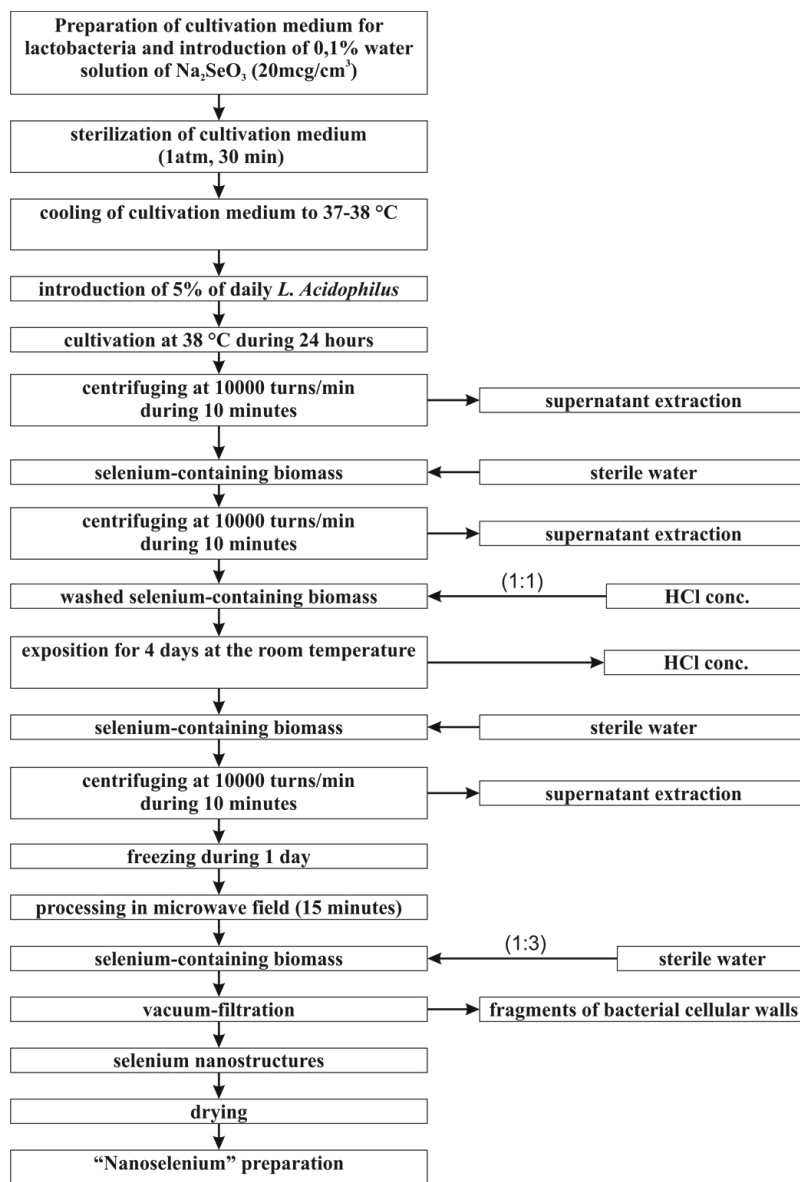 Preparation of cultivation medium for
lactobacteria and introduction of 0,1% water
solution of Na₂SeO₃ (20mcg/cm³)
sterilization of cultivation medium
(1atm, 30 min)
cooling of cultivation medium to 37-38 °C
introduction of 5% of daily L. Acidophilus
cultivation at 38 °C during 24 hours
centrifuging at 10000 turns/min
during 10 minutes
supernatant extraction
selenium-containing biomass
sterile water
centrifuging at 10000 turns/min
during 10 minutes
supernatant extraction
washed selenium-containing biomass
(1:1)
HCl conc.
exposition for 4 days at the room temperature
HCl conc.
selenium-containing biomass
sterile water
centrifuging at 10000 turns/min
during 10 minutes
supernatant extraction
freezing during 1 day
processing in microwave field (15 minutes)
selenium-containing biomass
(1:3)
sterile water
vacuum-filtration
fragments of bacterial cellular walls
selenium nanostructures
drying
“Nanoselenium” preparation